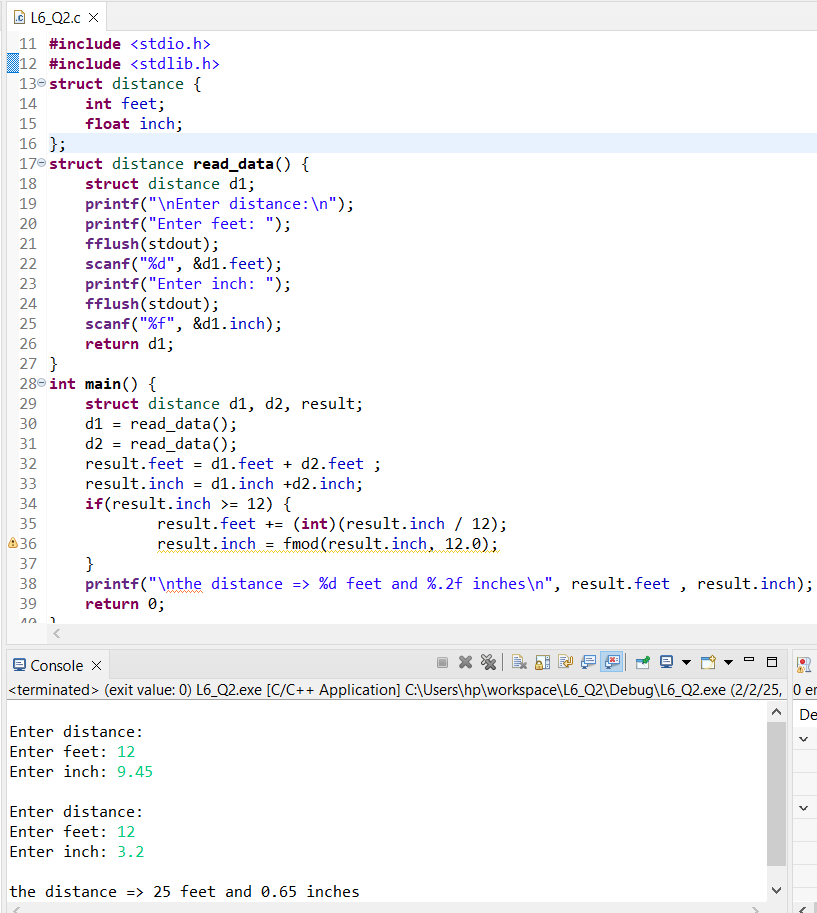 L6_Q2.c
11 #include <stdio.h>
12 #include <stdlib.h>
13 struct distance {
14     int feet;
15     float inch;
16 };
17 struct distance read_data() {
18     struct distance d1;
19     printf("\nEnter distance:\n");
20     printf("Enter feet: ");
21     fflush(stdout);
22     scanf("%d", &d1.feet);
23     printf("Enter inch: ");
24     fflush(stdout);
25     scanf("%f", &d1.inch);
26     return d1;
27 }
28 int main() {
29     struct distance d1, d2, result;
30     d1 = read_data();
31     d2 = read_data();
32     result.feet = d1.feet + d2.feet ;
33     result.inch = d1.inch +d2.inch;
34     if(result.inch >= 12) {
35             result.feet += (int)(result.inch / 12);
36             result.inch = fmod(result.inch, 12.0);
37     }
38     printf("\nthe distance => %d feet and %.2f inches\n", result.feet , result.inch);
39     return 0;
40 }
Console
<terminated> (exit value: 0) L6_Q2.exe [C/C++ Application] C:\Users\hp\workspace\L6_Q2\Debug\L6_Q2.exe (2/2/25,
0 er
De
Enter distance:
Enter feet: 12
Enter inch: 9.45
Enter distance:
Enter feet: 12
Enter inch: 3.2
the distance => 25 feet and 0.65 inches